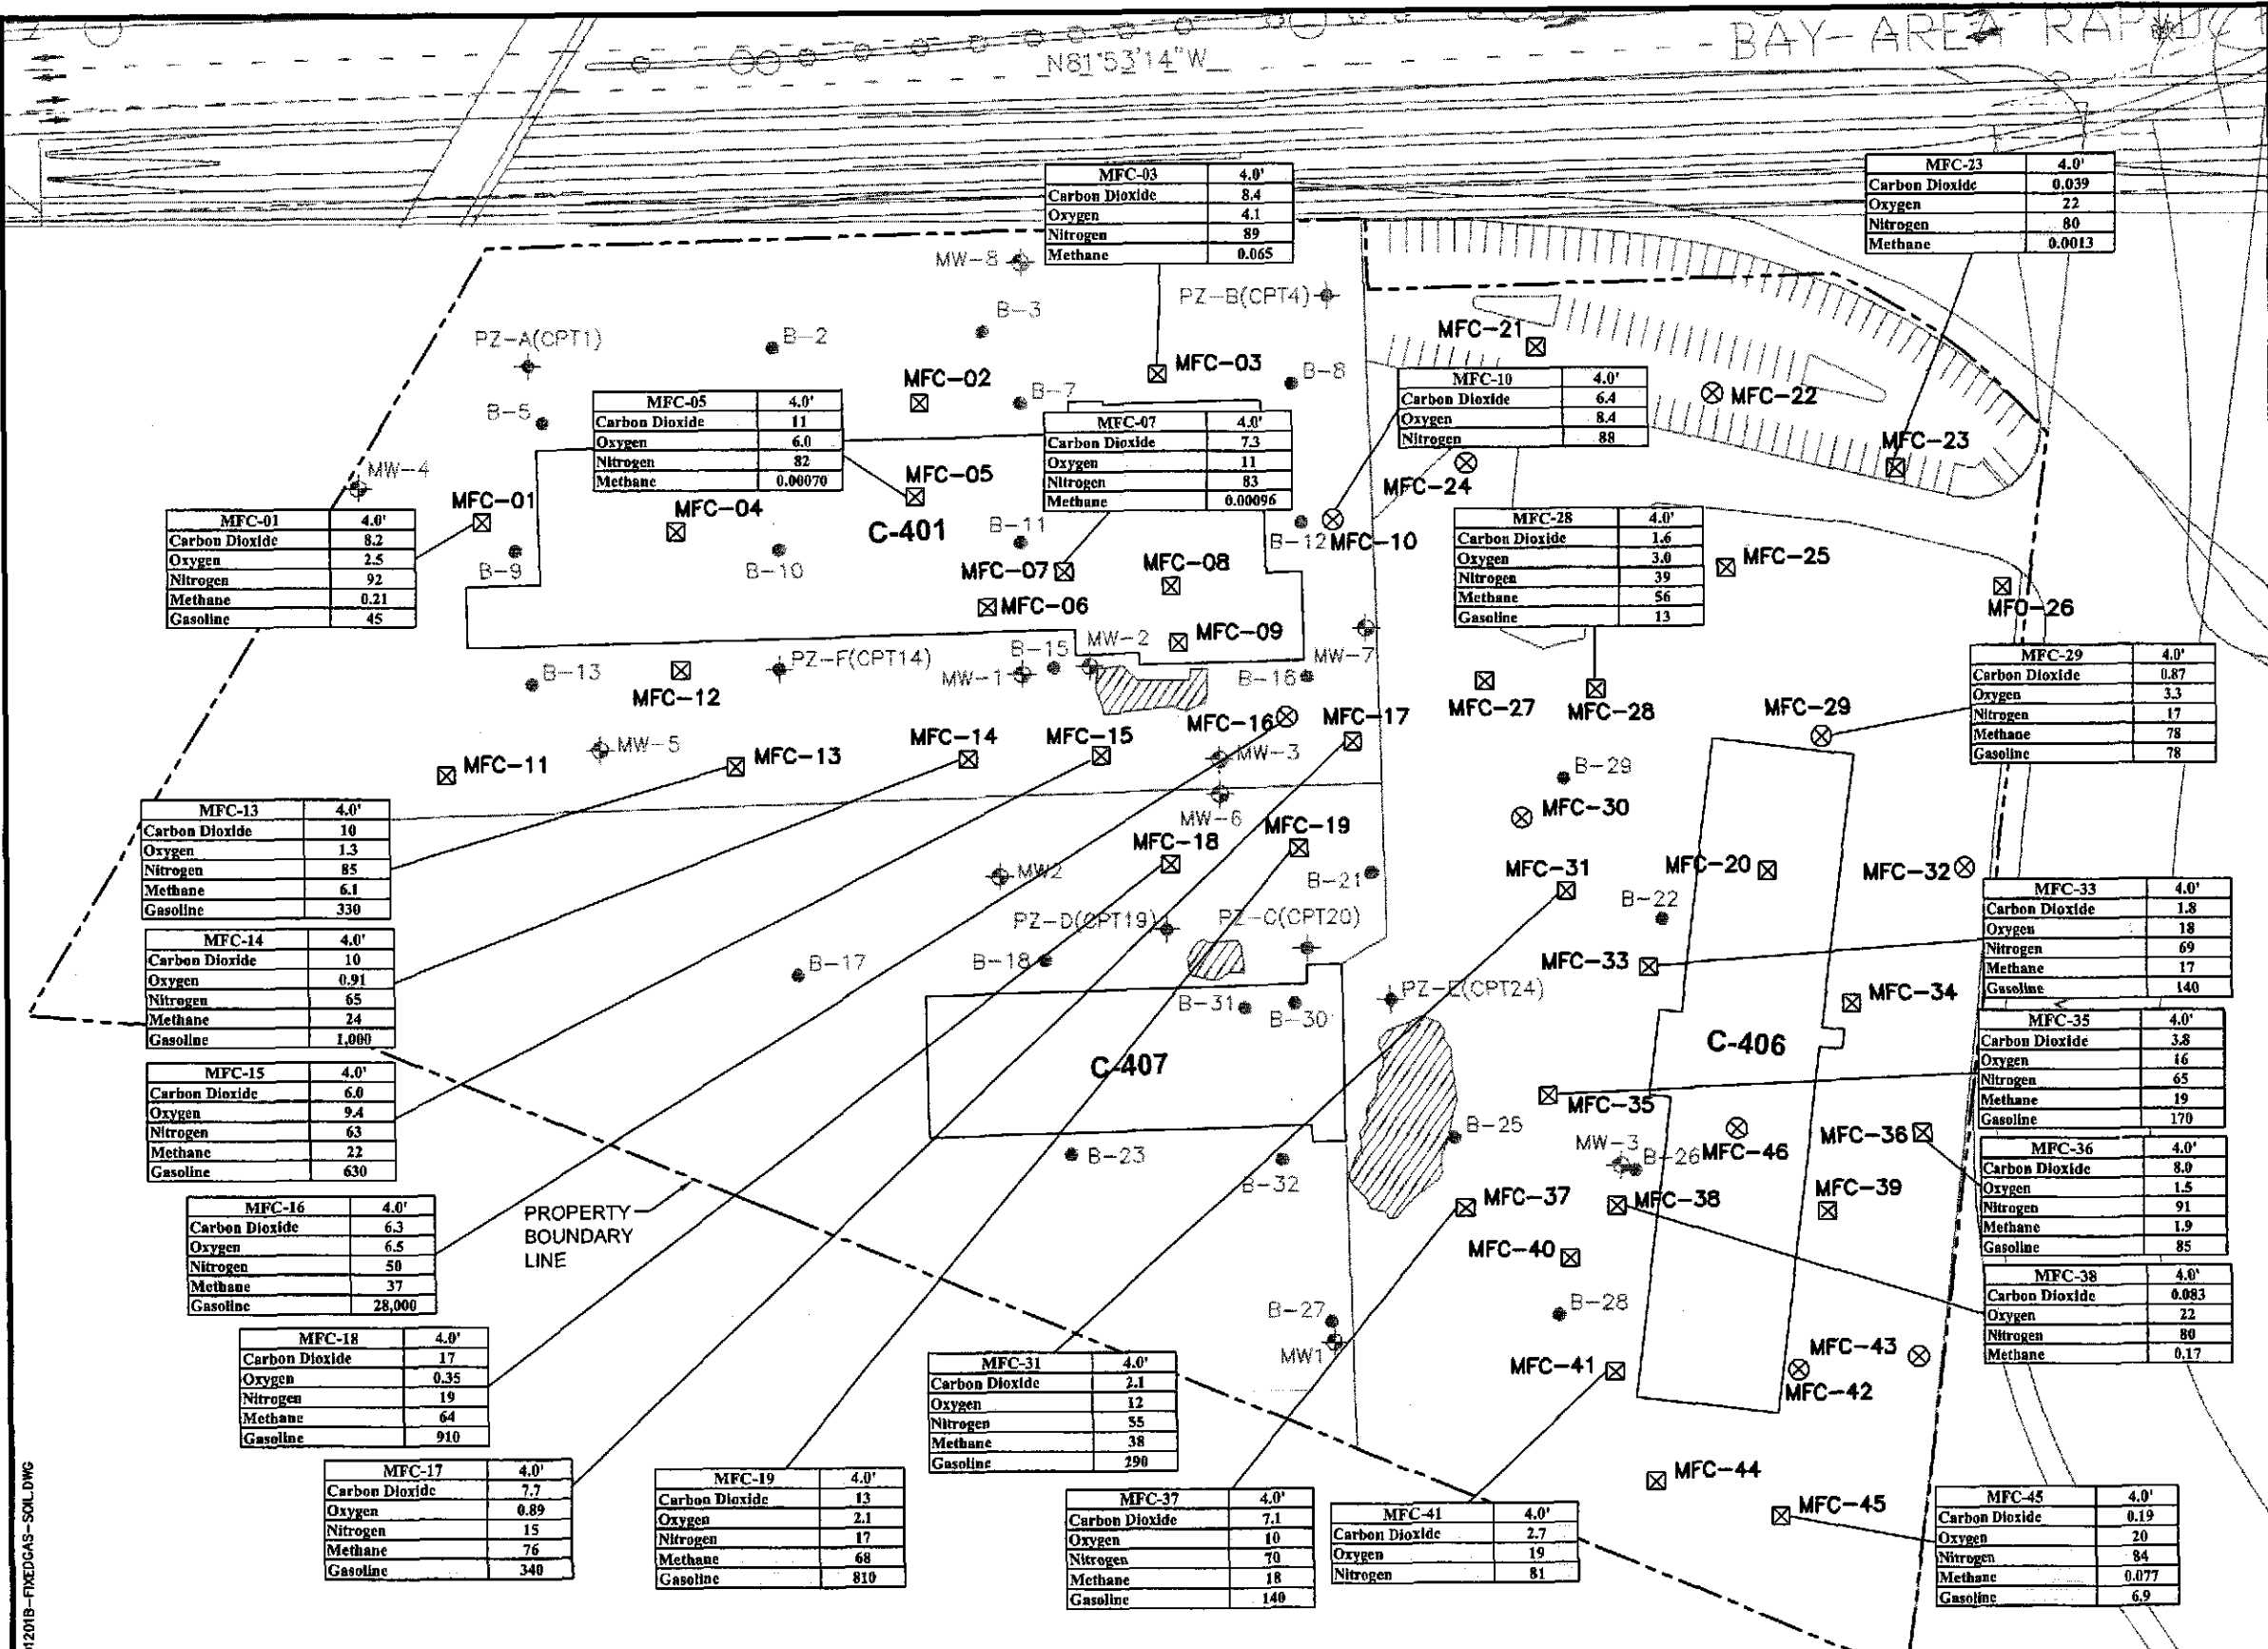 BAY-AREA
N81°53'14"W
MFC-03 4.0'
Carbon Dioxide 8.4
Oxygen 4.1
Nitrogen 89
Methane 0.065
MFC-23 4.0'
Carbon Dioxide 0.039
Oxygen 22
Nitrogen 80
Methane 0.0013
MW-8
PZ-B(CPT4)
B-3
B-2
PZ-A(CPT1)
MFC-21
MFC-02
MFC-03
B-8
B-7
B-5
MFC-22
MFC-23
MFC-05 4.0'
Carbon Dioxide 11
Oxygen 6.0
Nitrogen 82
Methane 0.00070
MFC-07 4.0'
Carbon Dioxide 7.3
Oxygen 11
Nitrogen 83
Methane 0.00096
MFC-10 4.0'
Carbon Dioxide 6.4
Oxygen 8.4
Nitrogen 88
MW-4
MFC-01
MFC-04
MFC-05
C-401
MFC-24
MFC-01 4.0'
Carbon Dioxide 8.2
Oxygen 2.5
Nitrogen 92
Methane 0.21
Gasoline 45
B-9
B-10
B-11
B-12
MFC-10
MFC-07
MFC-08
MFC-06
MFC-09
MFC-28 4.0'
Carbon Dioxide 1.6
Oxygen 3.0
Nitrogen 39
Methane 56
Gasoline 13
MFC-25
MFC-26
B-13
MFC-12
PZ-F(CPT14)
MW-1
B-15
MW-2
B-16
MW-7
MFC-27
MFC-28
MFC-29
MFC-29 4.0'
Carbon Dioxide 0.87
Oxygen 3.3
Nitrogen 17
Methane 78
Gasoline 78
MFC-11
MW-5
MFC-13
MFC-14
MFC-15
MFC-16
MFC-17
MW-3
MW-6
B-29
MFC-30
MFC-13 4.0'
Carbon Dioxide 10
Oxygen 1.3
Nitrogen 85
Methane 6.1
Gasoline 330
MFC-18
MFC-19
MW2
B-21
MFC-31
MFC-20
MFC-32
B-22
MFC-33 4.0'
Carbon Dioxide 1.8
Oxygen 18
Nitrogen 69
Methane 17
Gasoline 140
MFC-14 4.0'
Carbon Dioxide 10
Oxygen 0.91
Nitrogen 65
Methane 24
Gasoline 1,000
PZ-D(CPT19)
PZ-C(CPT20)
B-17
B-18
MFC-33
B-31
B-30
PZ-E(CPT24)
MFC-34
C-406
C-407
MFC-35 4.0'
Carbon Dioxide 3.8
Oxygen 16
Nitrogen 65
Methane 19
Gasoline 170
MFC-15 4.0'
Carbon Dioxide 6.0
Oxygen 9.4
Nitrogen 63
Methane 22
Gasoline 630
MFC-35
B-25
B-23
B-32
MW-3
B-26
MFC-46
MFC-36
MFC-36 4.0'
Carbon Dioxide 8.0
Oxygen 1.5
Nitrogen 91
Methane 1.9
Gasoline 85
MFC-16 4.0'
Carbon Dioxide 6.3
Oxygen 6.5
Nitrogen 50
Methane 37
Gasoline 28,000
PROPERTY
BOUNDARY
LINE
MFC-37
MFC-38
MFC-39
MFC-40
MFC-38 4.0'
Carbon Dioxide 0.083
Oxygen 22
Nitrogen 80
Methane 0.17
B-27
MW1
B-28
MFC-41
MFC-43
MFC-42
MFC-18 4.0'
Carbon Dioxide 17
Oxygen 0.35
Nitrogen 19
Methane 64
Gasoline 910
MFC-31 4.0'
Carbon Dioxide 2.1
Oxygen 12
Nitrogen 55
Methane 38
Gasoline 290
MFC-17 4.0'
Carbon Dioxide 7.7
Oxygen 0.89
Nitrogen 15
Methane 76
Gasoline 340
MFC-19 4.0'
Carbon Dioxide 13
Oxygen 2.1
Nitrogen 17
Methane 68
Gasoline 810
MFC-37 4.0'
Carbon Dioxide 7.1
Oxygen 10
Nitrogen 70
Methane 18
Gasoline 140
MFC-41 4.0'
Carbon Dioxide 2.7
Oxygen 19
Nitrogen 81
MFC-44
MFC-45
MFC-45 4.0'
Carbon Dioxide 0.19
Oxygen 20
Nitrogen 84
Methane 0.077
Gasoline 6.9
1201B-FIXEDGAS-SOIL.DWG